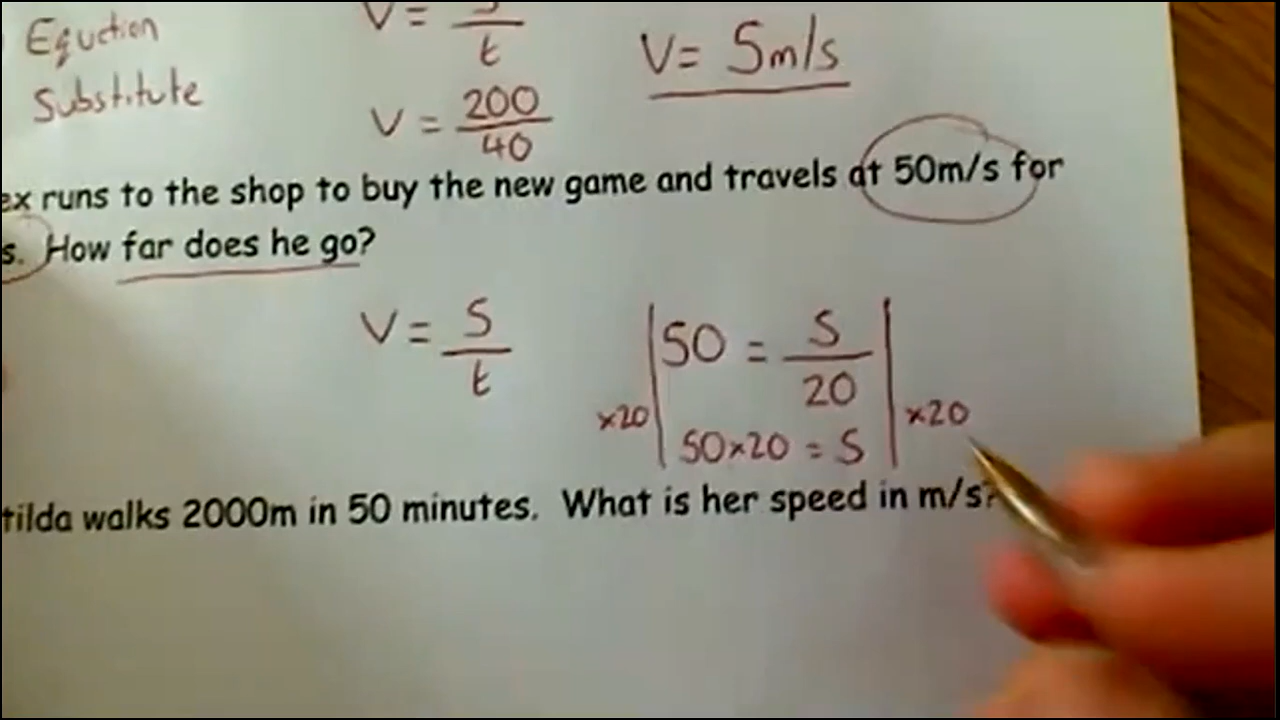 Equction
Substitute
V = S/t
V = 200/40
V = 5m/s
ex runs to the shop to buy the new game and travels at 50m/s for
s. How far does he go?
V = S/t
50 = S/20
×20
50×20 = S
×20
tilda walks 2000m in 50 minutes. What is her speed in m/s?